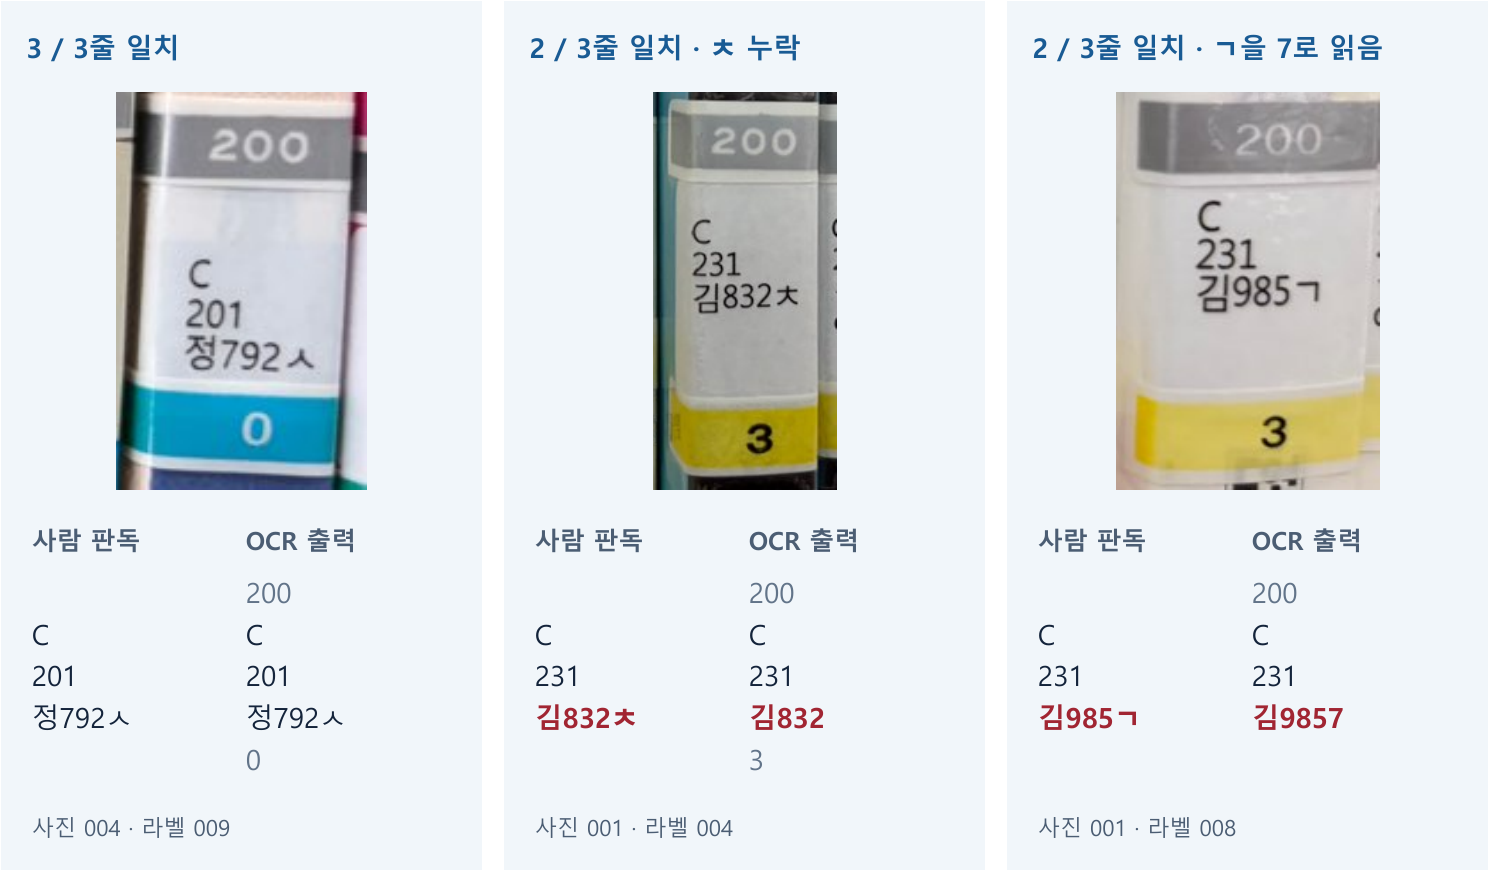 3 / 3줄 일치
200
C
201
정792ㅅ
0
사람 판독
OCR 출력
200
C
C
201
201
정792ㅅ
정792ㅅ
0
사진 004 · 라벨 009
2 / 3줄 일치 · ㅊ 누락
200
C
231
김832ㅊ
3
사람 판독
OCR 출력
200
C
C
231
231
김832ㅊ
김832
3
사진 001 · 라벨 004
2 / 3줄 일치 · ㄱ을 7로 읽음
200
C
231
김985ㄱ
3
사람 판독
OCR 출력
200
C
C
231
231
김985ㄱ
김9857
사진 001 · 라벨 008